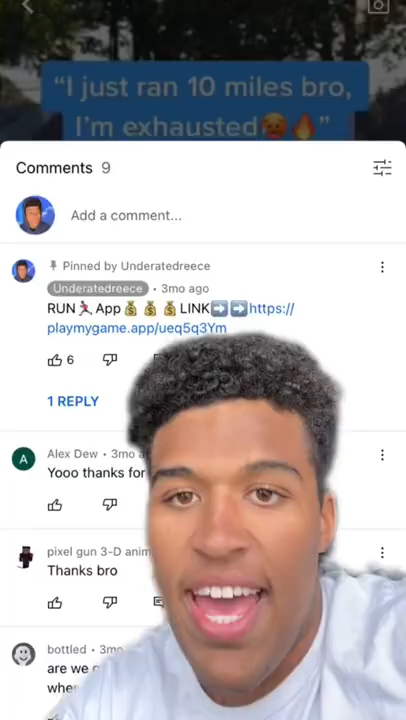 “I just ran 10 miles bro,
I'm exhausted🥵🔥”
Comments 9
Add a comment...
Pinned by Underatedreece
Underatedreece • 3mo ago
RUN🏃App💰💰💰LINK➡️➡️https://
playmygame.app/ueq5q3Ym
6
1 REPLY
A
Alex Dew • 3mo
Yooo thanks for
pixel gun 3-D
Thanks bro
bottled • 3mo
are we